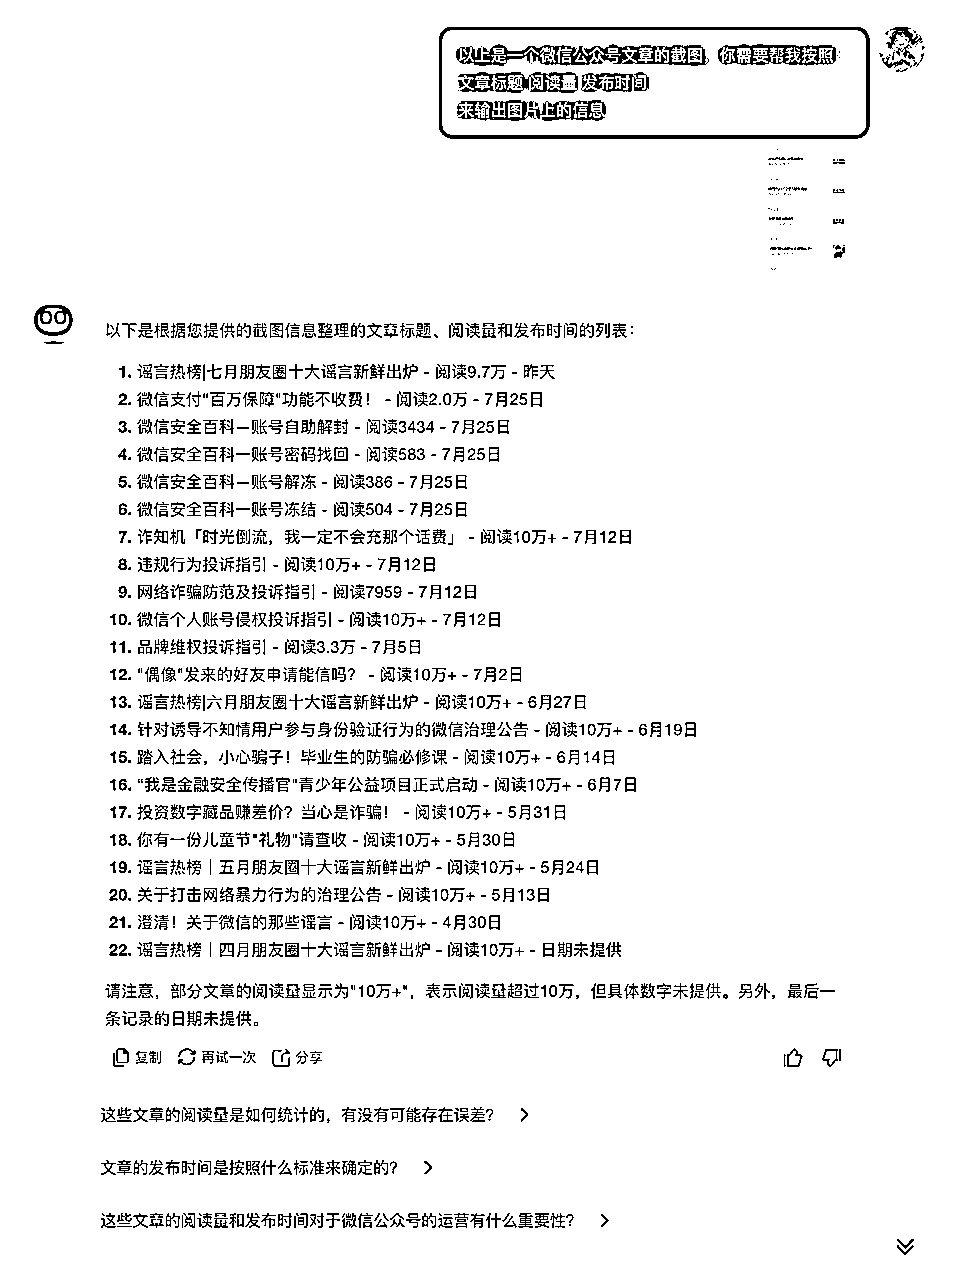 以上是一个微信公众号文章的截图，你需要帮我按照：
文章标题 阅读量 发布时间
来输出图片上的信息
以下是根据您提供的截图信息整理的文章标题、阅读量和发布时间的列表：
1. 谣言热榜|七月朋友圈十大谣言新鲜出炉 - 阅读9.7万 - 昨天
2. 微信支付"百万保障"功能不收费！ - 阅读2.0万 - 7月25日
3. 微信安全百科—账号自助解封 - 阅读3434 - 7月25日
4. 微信安全百科—账号密码找回 - 阅读583 - 7月25日
5. 微信安全百科—账号解冻 - 阅读386 - 7月25日
6. 微信安全百科—账号冻结 - 阅读504 - 7月25日
7. 诈知机「时光倒流，我一定不会充那个话费」 - 阅读10万+ - 7月12日
8. 违规行为投诉指引 - 阅读10万+ - 7月12日
9. 网络诈骗防范及投诉指引 - 阅读7959 - 7月12日
10. 微信个人账号侵权投诉指引 - 阅读10万+ - 7月12日
11. 品牌维权投诉指引 - 阅读3.3万 - 7月5日
12. "偶像"发来的好友申请能信吗？ - 阅读10万+ - 7月2日
13. 谣言热榜|六月朋友圈十大谣言新鲜出炉 - 阅读10万+ - 6月27日
14. 针对诱导不知情用户参与身份验证行为的微信治理公告 - 阅读10万+ - 6月19日
15. 踏入社会，小心骗子！毕业生的防骗必修课 - 阅读10万+ - 6月14日
16. "我是金融安全传播官"青少年公益项目正式启动 - 阅读10万+ - 6月7日
17. 投资数字藏品赚差价？当心是诈骗！ - 阅读10万+ - 5月31日
18. 你有一份儿童节"礼物"请查收 - 阅读10万+ - 5月30日
19. 谣言热榜｜五月朋友圈十大谣言新鲜出炉 - 阅读10万+ - 5月24日
20. 关于打击网络暴力行为的治理公告 - 阅读10万+ - 5月13日
21. 澄清！关于微信的那些谣言 - 阅读10万+ - 4月30日
22. 谣言热榜｜四月朋友圈十大谣言新鲜出炉 - 阅读10万+ - 日期未提供
请注意，部分文章的阅读量显示为"10万+"，表示阅读量超过10万，但具体数字未提供。另外，最后一
条记录的日期未提供。
复制 再试一次 分享
这些文章的阅读量是如何统计的，有没有可能存在误差？
文章的发布时间是按照什么标准来确定的？
这些文章的阅读量和发布时间对于微信公众号的运营有什么重要性？